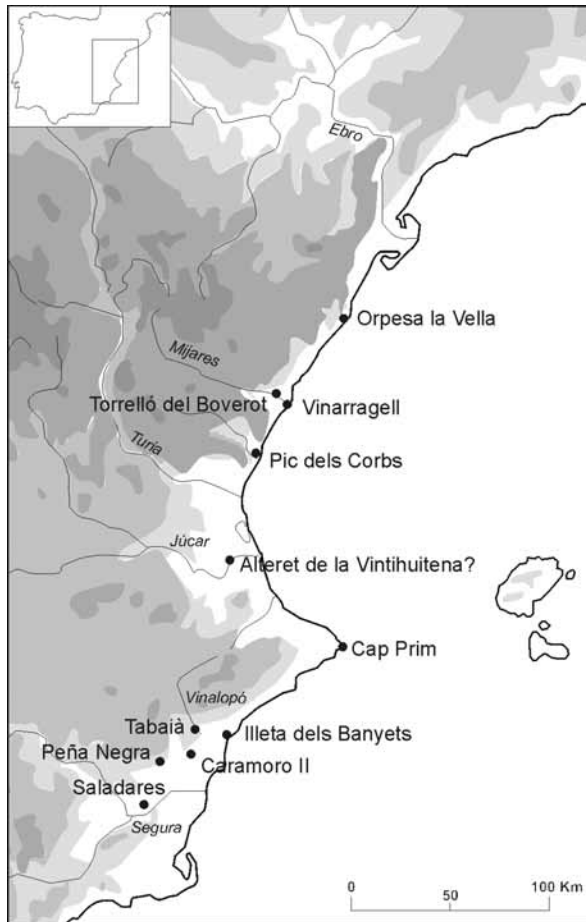 Ebro
Orpesa la Vella
Mijares
Torrelló del Boverot
Vinarragell
Turia
Pic dels Corbs
Júcar
Alteret de la Vintihuitena?
Cap Prim
Vinalopó
Tabaià
Illeta dels Banyets
Peña Negra
Caramoro II
Saladares
Segura
0 50 100 Km